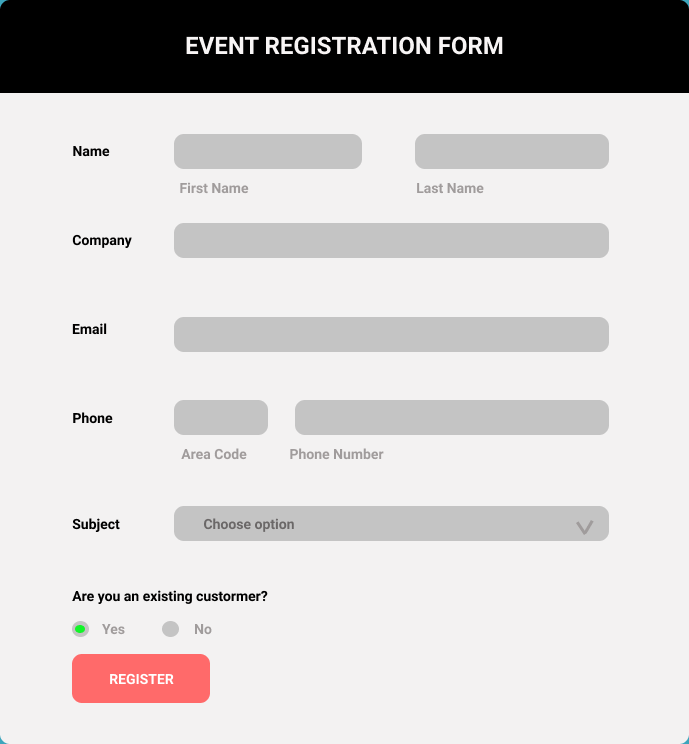 EVENT REGISTRATION FORM
Name
First Name Last Name
Company
Email
Phone
Area Code Phone Number
Subject Choose option
Are you an existing custormer?
Yes No
REGISTER